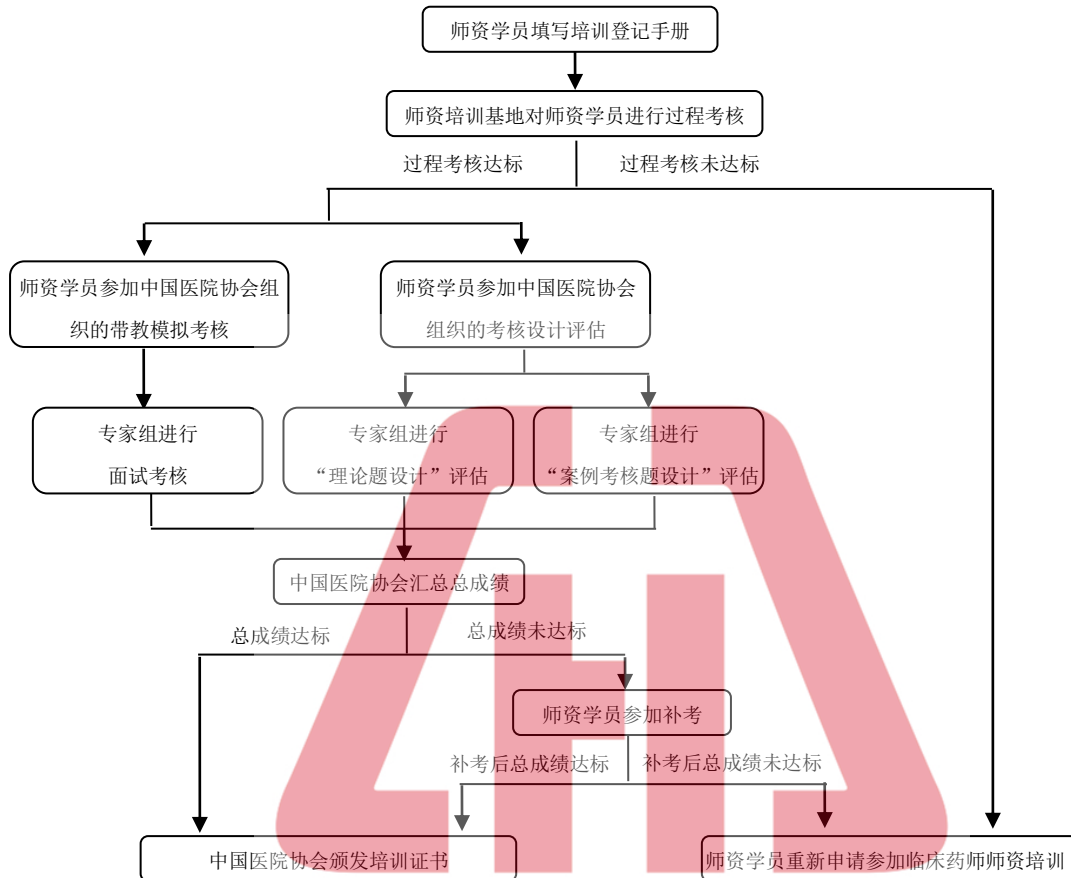 师资学员填写培训登记手册
师资培训基地对师资学员进行过程考核
过程考核达标
过程考核未达标
师资学员参加中国医院协会组
织的带教模拟考核
师资学员参加中国医院协会
组织的考核设计评估
专家组进行
面试考核
专家组进行
“理论题设计”评估
专家组进行
“案例考核题设计”评估
中国医院协会汇总总成绩
总成绩达标
总成绩未达标
师资学员参加补考
补考后总成绩达标
补考后总成绩未达标
中国医院协会颁发培训证书
师资学员重新申请参加临床药师师资培训